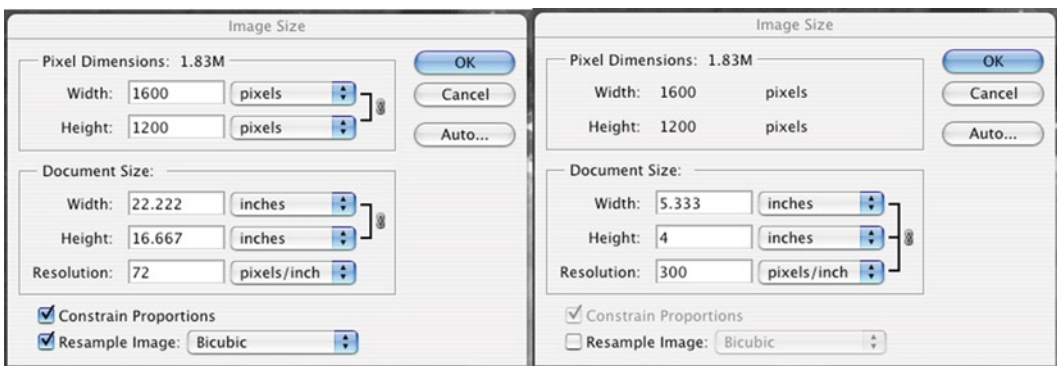 Image Size
Pixel Dimensions: 1.83M
OK
Width: 1600 pixels
Cancel
Height: 1200 pixels
Auto...
Document Size:
Width: 22.222 inches
Height: 16.667 inches
Resolution: 72 pixels/inch
Constrain Proportions
Resample Image: Bicubic
Image Size
Pixel Dimensions: 1.83M
OK
Width: 1600 pixels
Cancel
Height: 1200 pixels
Auto...
Document Size:
Width: 5.333 inches
Height: 4 inches
Resolution: 300 pixels/inch
Constrain Proportions
Resample Image: Bicubic